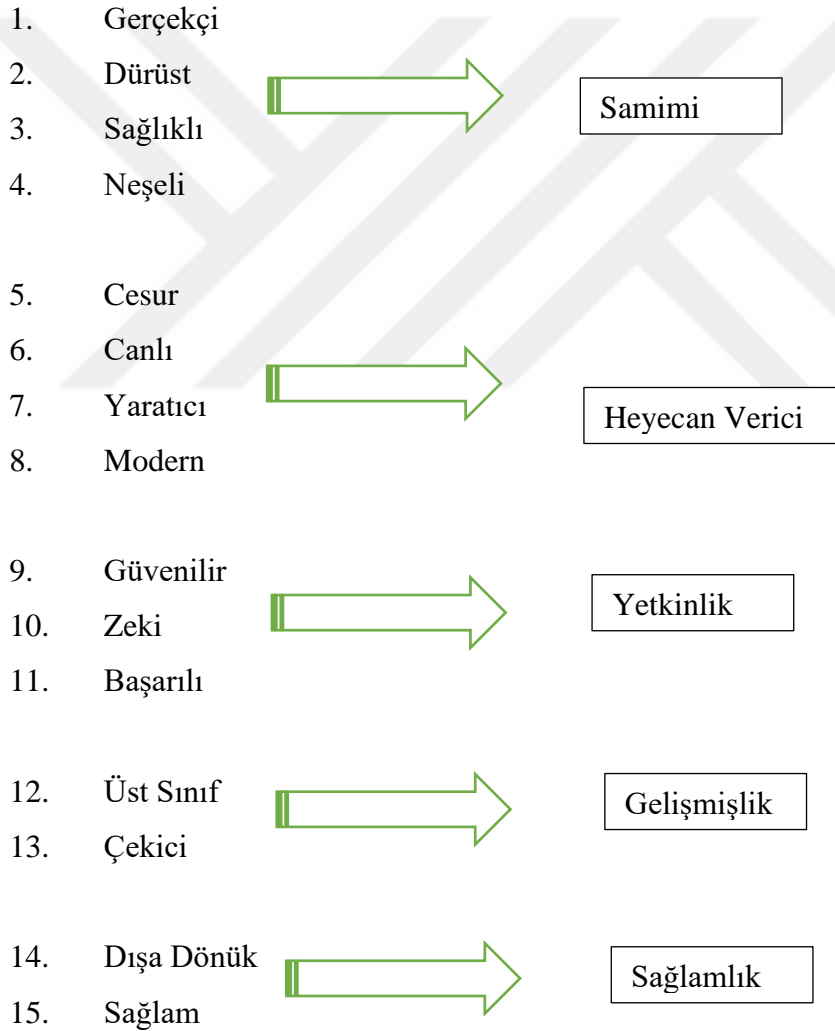 1. Gerçekçi
2. Dürüst
3. Sağlıklı
4. Neşeli
Samimi
5. Cesur
6. Canlı
7. Yaratıcı
8. Modern
Heyecan Verici
9. Güvenilir
10. Zeki
11. Başarılı
Yetkinlik
12. Üst Sınıf
13. Çekici
Gelişmişlik
14. Dışa Dönük
15. Sağlam
Sağlamlık